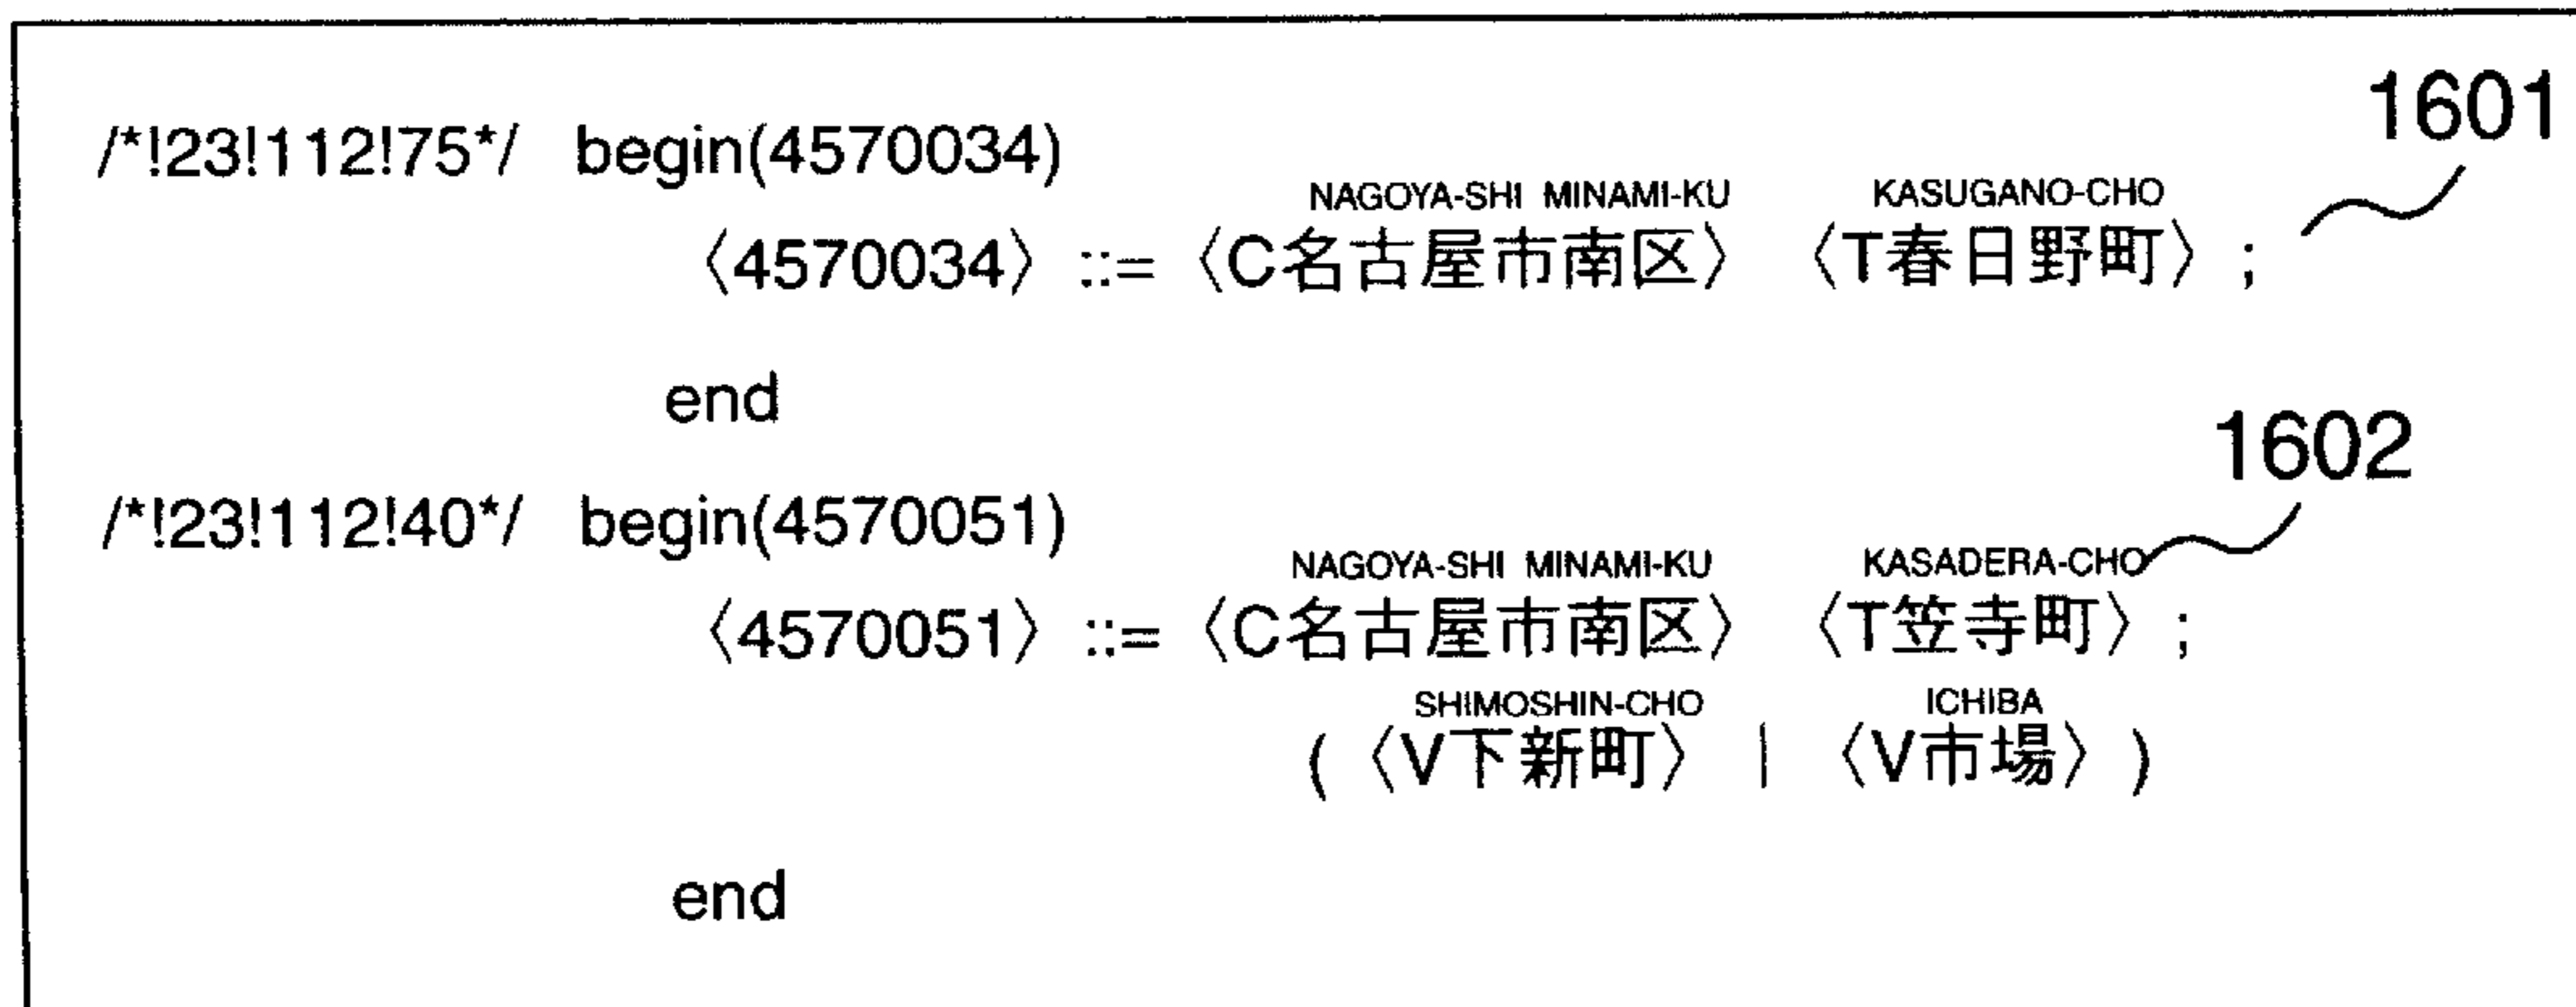 1601
/*!23!112!75*/ begin(4570034)
NAGOYA-SHI MINAMI-KU KASUGANO-CHO
〈4570034〉 ::= 〈C名古屋市南区〉 〈T春日野町〉 ;
end
1602
/*!23!112!40*/ begin(4570051)
NAGOYA-SHI MINAMI-KU KASADERA-CHO
〈4570051〉 ::= 〈C名古屋市南区〉 〈T笠寺町〉 ;
SHIMOSHIN-CHO ICHIBA
( 〈V下新町〉 | 〈V市場〉 )
end